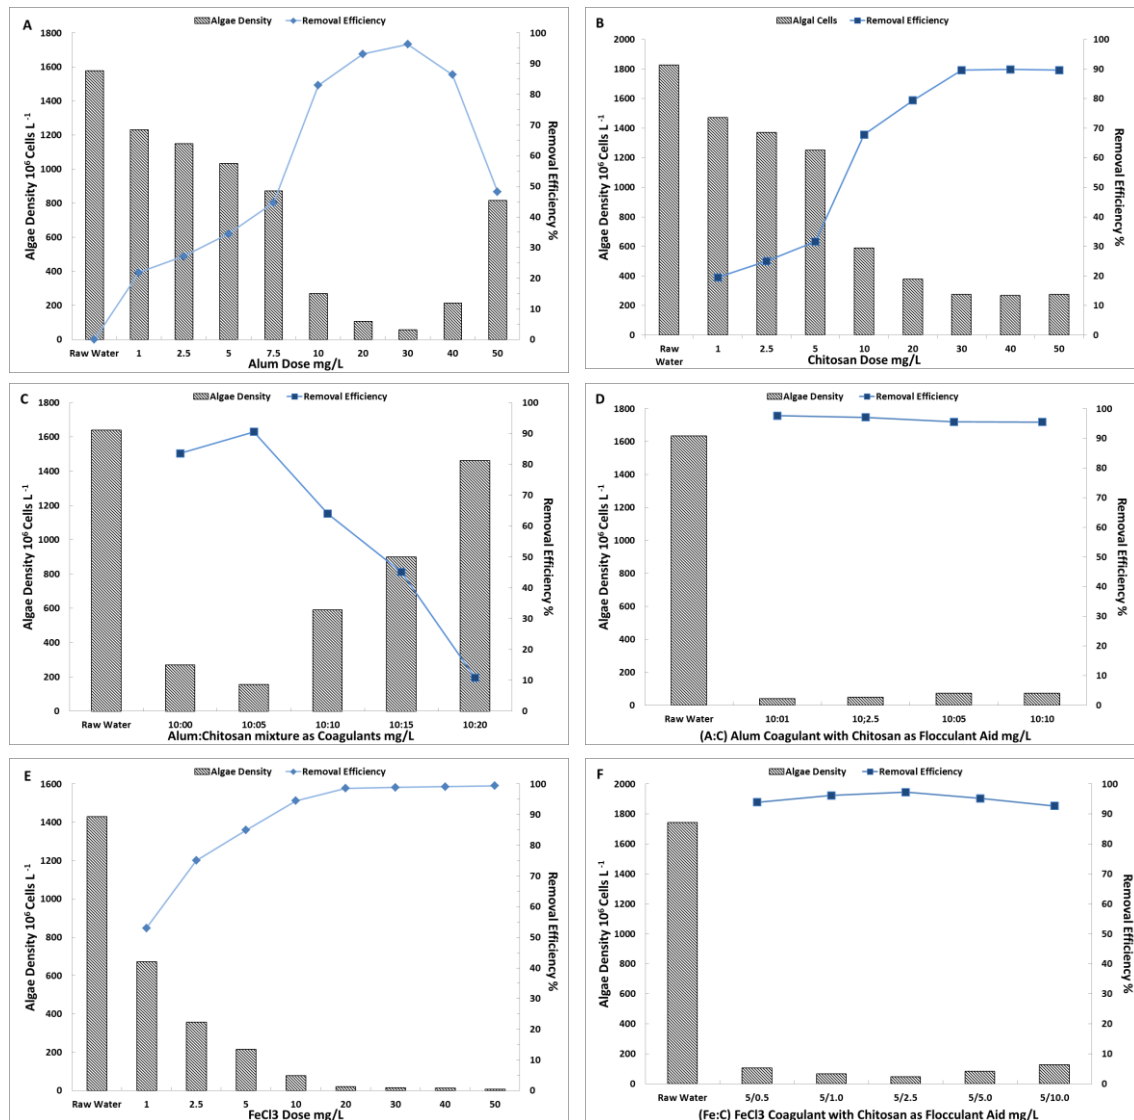 A
Algae Density
Removal Efficiency
1800
1600
1400
1200
1000
800
600
400
200
0
Algae Density 10⁶ Cells L⁻¹
100
90
80
70
60
50
40
30
20
10
0
Removal Efficiency %
Raw Water 1 2.5 5 7.5 10 20 30 40 50
Alum Dose mg/L
B
Algal Cells
Removal Efficiency
2000
1800
1600
1400
1200
1000
800
600
400
200
0
Algae Density 10⁶ Cells L⁻¹
100
90
80
70
60
50
40
30
20
10
0
Removal Efficiency %
Raw 1 2.5 5 10 20 30 40 50
Water
Chitosan Dose mg/L
C
Algae Density
Removal Efficiency
1800
1600
1400
1200
1000
800
600
400
200
0
Algae Density 10⁶ Cells L⁻¹
100
90
80
70
60
50
40
30
20
10
0
Removal Efficiency %
Raw Water 10:00 10:05 10:10 10:15 10:20
Alum:Chitosan mixture as Coagulants mg/L
D
Algae Density
Removal Efficiency
1800
1600
1400
1200
1000
800
600
400
200
0
Algae Density 10⁶ Cells L⁻¹
100
90
80
70
60
50
40
30
20
10
0
Removal Efficiency %
Raw Water 10:01 10;2.5 10:05 10:10
(A:C) Alum Coagulant with Chitosan as Flocculant Aid mg/L
E
Algae Density
Removal Efficiency
1600
1400
1200
1000
800
600
400
200
0
Algae Density 10⁶ Cells L⁻¹
100
90
80
70
60
50
40
30
20
10
0
Removal Efficiency %
Raw Water 1 2.5 5 10 20 30 40 50
FeCl3 Dose mg/L
F
Algae Density
Removal Efficiency
2000
1800
1600
1400
1200
1000
800
600
400
200
0
Algae Density 10⁶ Cells L⁻¹
100
90
80
70
60
50
40
30
20
10
0
Removal Efficiency %
Raw Water 5/0.5 5/1.0 5/2.5 5/5.0 5/10.0
(Fe:C) FeCl3 Coagulant with Chitosan as Flocculant Aid mg/L